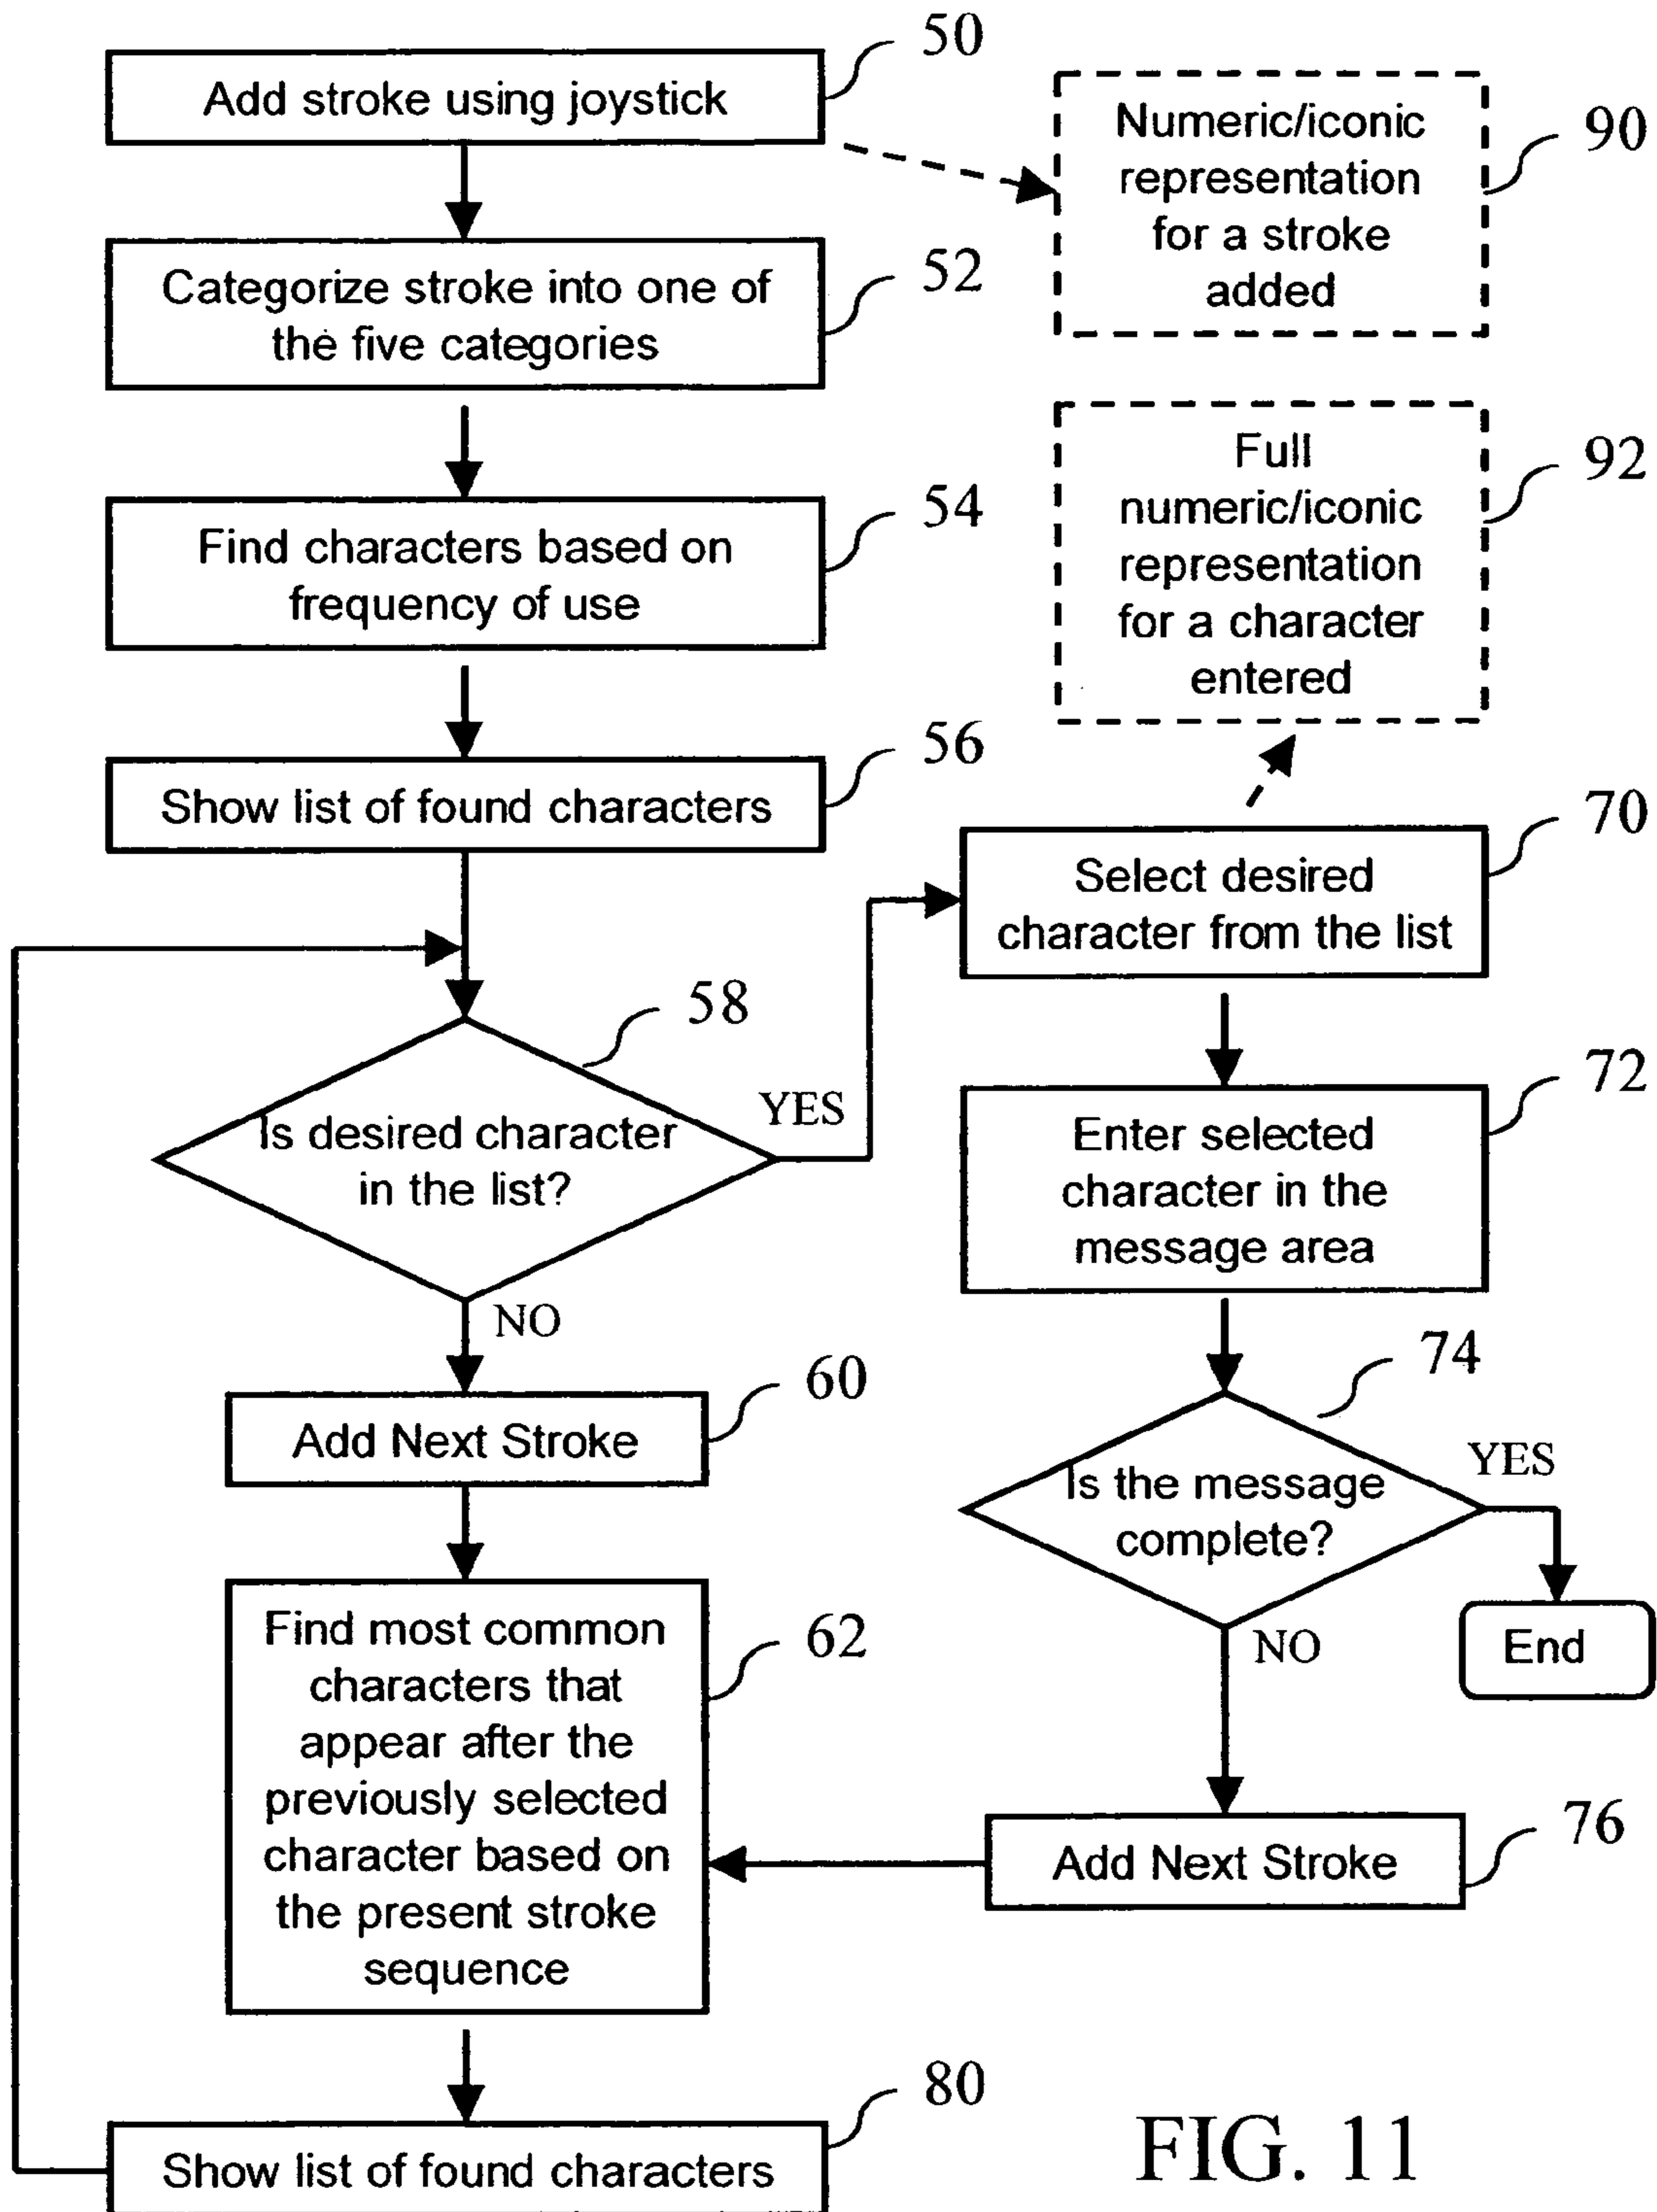 50
Add stroke using joystick
Numeric/iconic
representation
for a stroke
added
90
52
Categorize stroke into one of
the five categories
Full
numeric/iconic
representation
for a character
entered
92
54
Find characters based on
frequency of use
56
Show list of found characters
70
Select desired
character from the list
58
Is desired character
in the list?
YES
NO
72
Enter selected
character in the
message area
60
Add Next Stroke
74
Is the message
complete?
YES
NO
End
62
Find most common
characters that
appear after the
previously selected
character based on
the present stroke
sequence
76
Add Next Stroke
80
Show list of found characters
FIG. 11